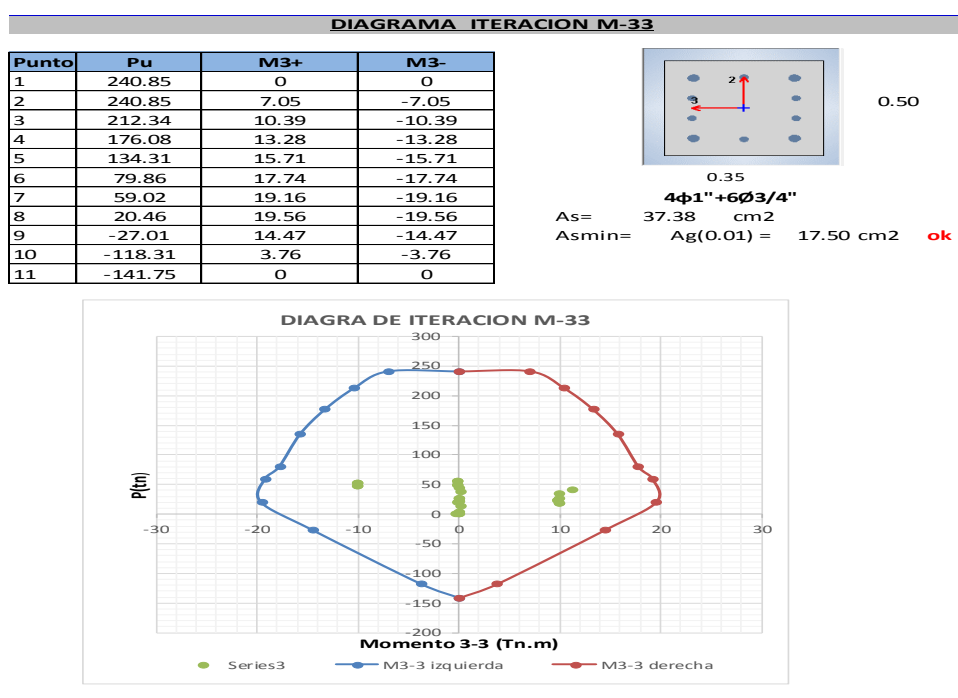 DIAGRAMA ITERACION M-33
Punto Pu M3+ M3-
1 240.85 0 0
2 240.85 7.05 -7.05
3 212.34 10.39 -10.39
4 176.08 13.28 -13.28
5 134.31 15.71 -15.71
6 79.86 17.74 -17.74
7 59.02 19.16 -19.16
8 20.46 19.56 -19.56
9 -27.01 14.47 -14.47
10 -118.31 3.76 -3.76
11 -141.75 0 0
2
3
0.50
0.35
4ф1"+6Ø3/4"
As= 37.38 cm2
Asmin= Ag(0.01) = 17.50 cm2 ok
DIAGRA DE ITERACION M-33
300
250
200
150
100
50
0
-50
-100
-150
-200
-30 -20 -10 0 10 20 30
P(tn)
Momento 3-3 (Tn.m)
Series3 M3-3 izquierda M3-3 derecha